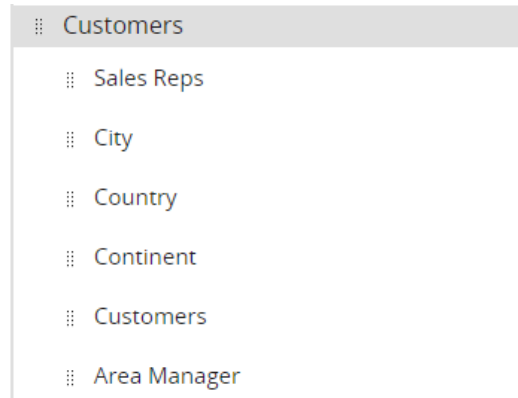 Customers
Sales Reps
City
Country
Continent
Customers
Area Manager